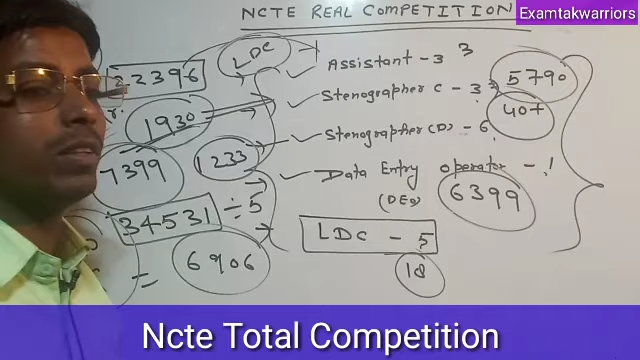 NCTE REAL COMPETITION
Examtakwarriors
22396
LDC
Assistant - 3 3
5790
1930
Stenographer C - 3
40+
7399
1233
Stenographer (D) - 6
Data Entry operator - 1
(DEO)
6399
34531 ÷ 5
LDC - 5
= 6906
18
Ncte Total Competition